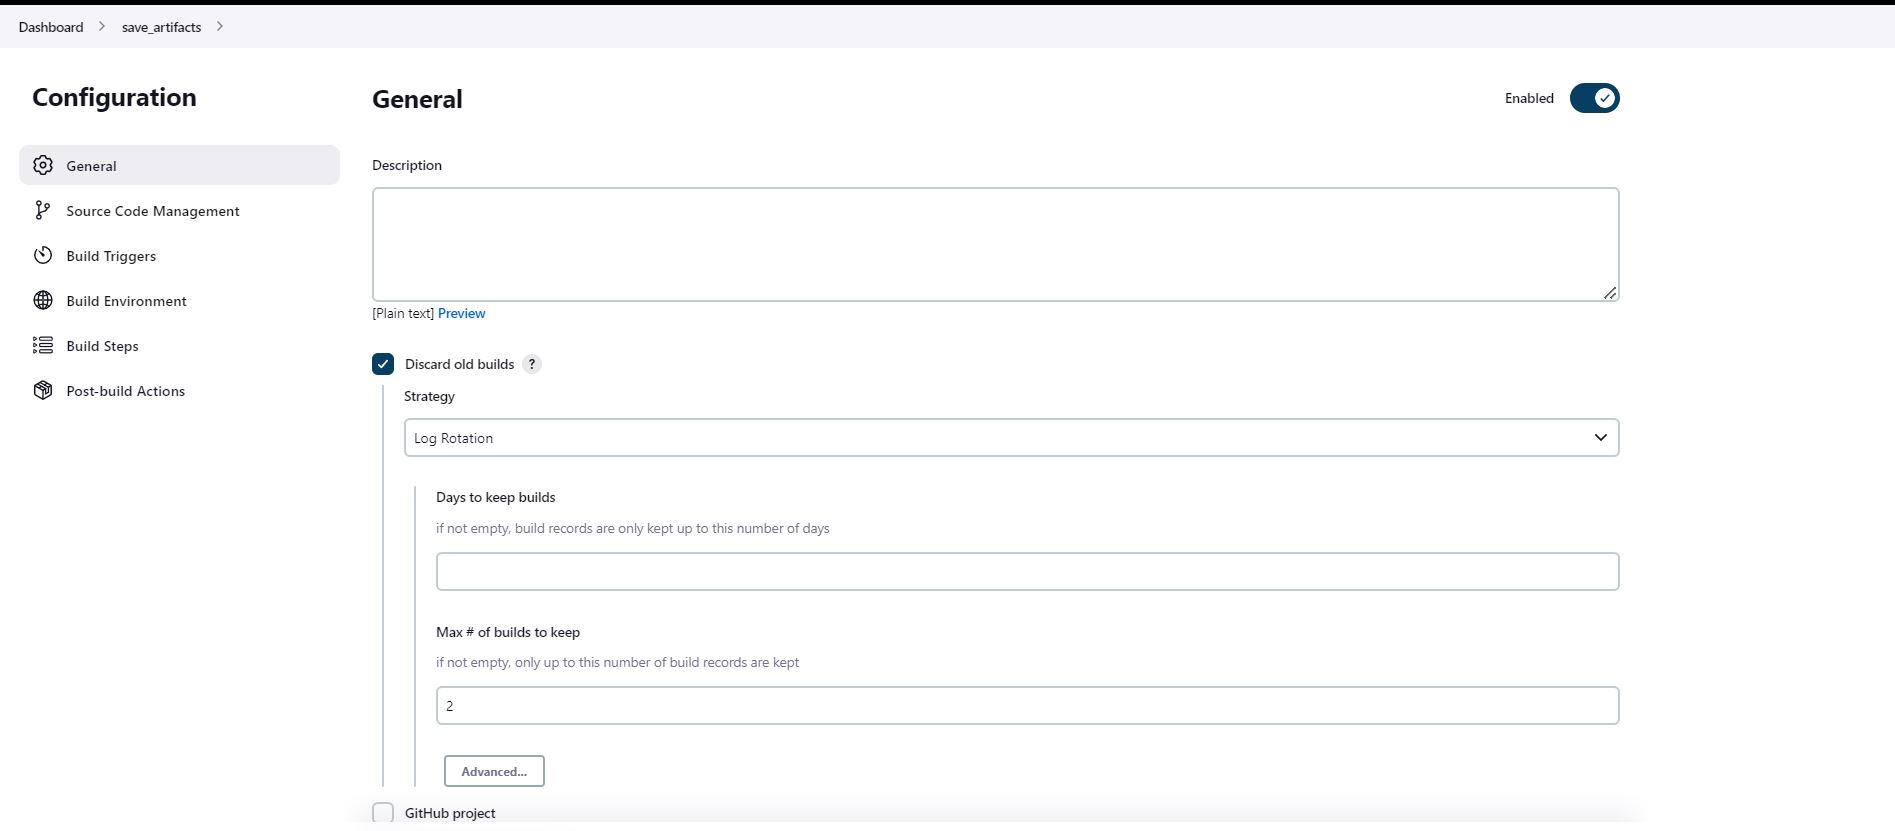 Dashboard
save_artifacts
Configuration
General
Source Code Management
Build Triggers
Build Environment
Build Steps
Post-build Actions
General
Enabled
Description
[Plain text] Preview
Discard old builds ?
Strategy
Log Rotation
Days to keep builds
if not empty, build records are only kept up to this number of days
Max # of builds to keep
if not empty, only up to this number of build records are kept
2
Advanced...
GitHub project